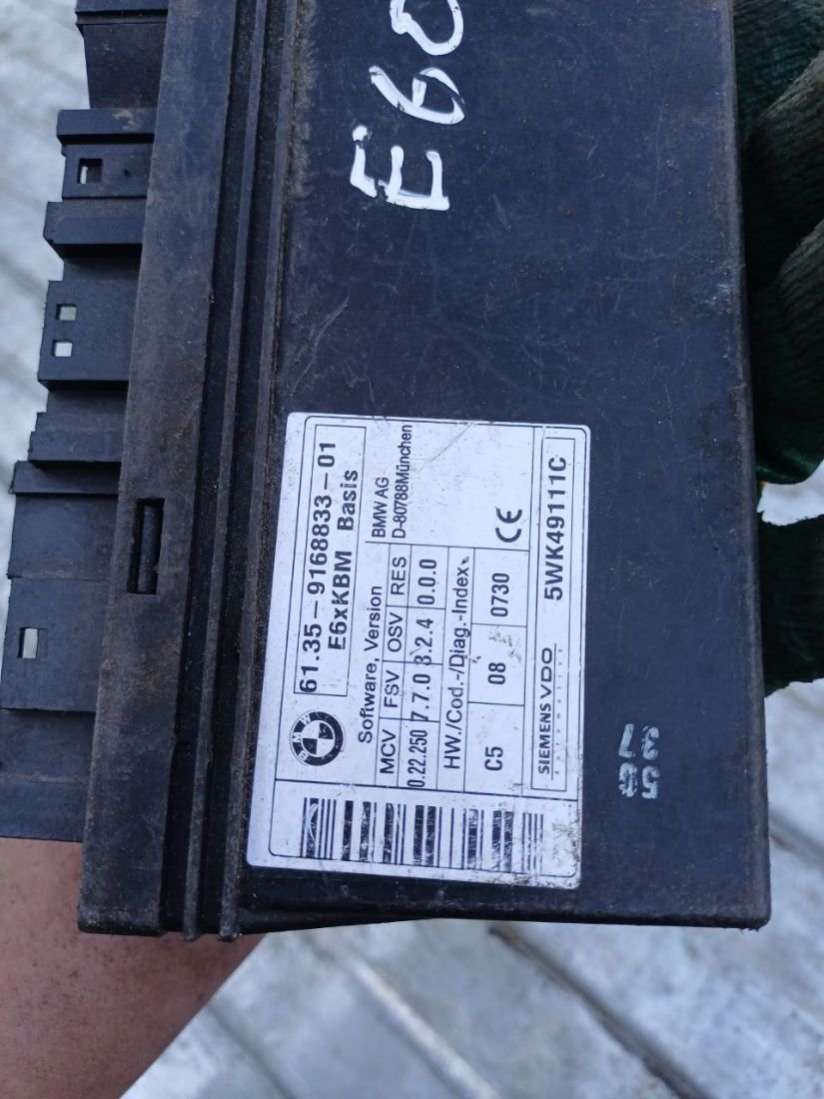 E60
61.35-9168833-01
E6xKBM Basis
BMW
Software, Version
MCV FSV OSV RES
0.22.250 7.7.0 3.2.4 0.0.0
HW./Cod.-/Diag.-Index
C5 08 0730
BMW AG
D-80788München
CE
SIEMENS VDO
Automotive
5WK49111C
37